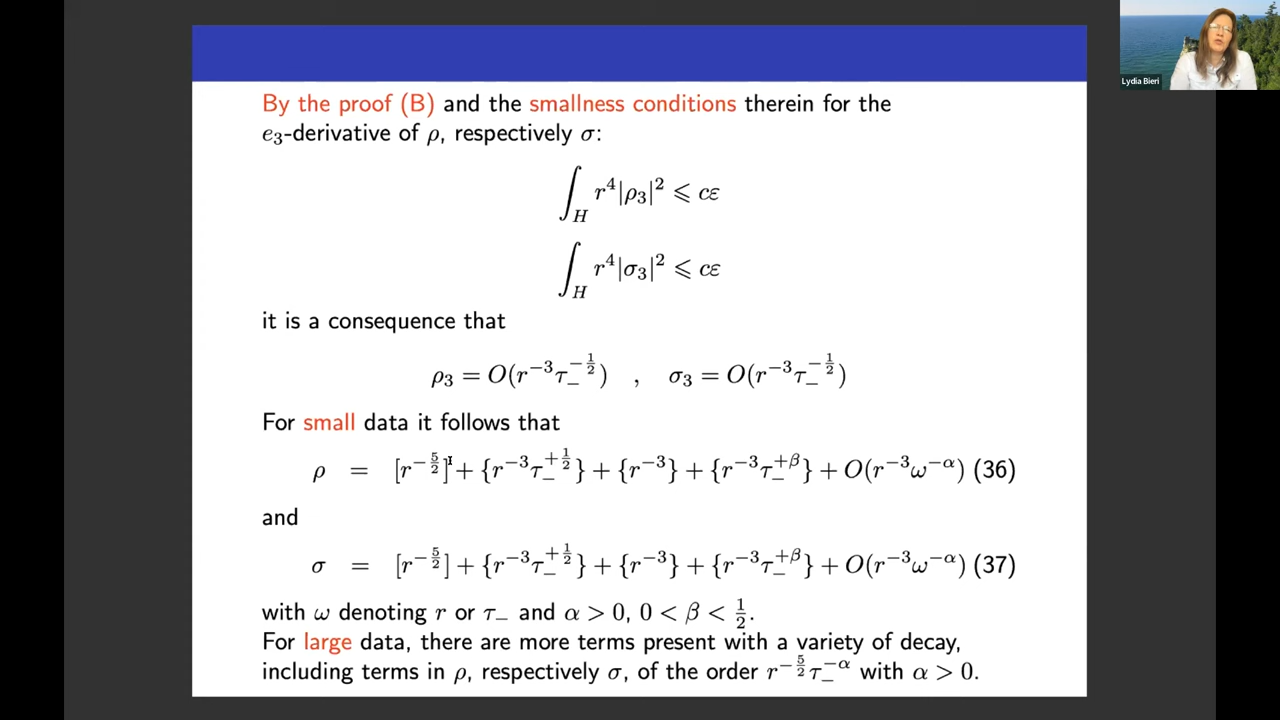 By the proof (B) and the smallness conditions therein for the
e₃-derivative of ρ, respectively σ:
∫_H r⁴|ρ₃|² ⩽ cε
∫_H r⁴|σ₃|² ⩽ cε
it is a consequence that
ρ₃ = O(r^{-3}τ_-^{-1/2}) , σ₃ = O(r^{-3}τ_-^{-1/2})
For small data it follows that
ρ = [r^{-5/2}] + {r^{-3}τ_-^{+1/2}} + {r^{-3}} + {r^{-3}τ_-^{+β}} + O(r^{-3}ω^{-α}) (36)
and
σ = [r^{-5/2}] + {r^{-3}τ_-^{+1/2}} + {r^{-3}} + {r^{-3}τ_-^{+β}} + O(r^{-3}ω^{-α}) (37)
with ω denoting r or τ_- and α > 0, 0 < β < 1/2.
For large data, there are more terms present with a variety of decay,
including terms in ρ, respectively σ, of the order r^{-5/2}τ_-^{-α} with α > 0.
Lydia Bieri